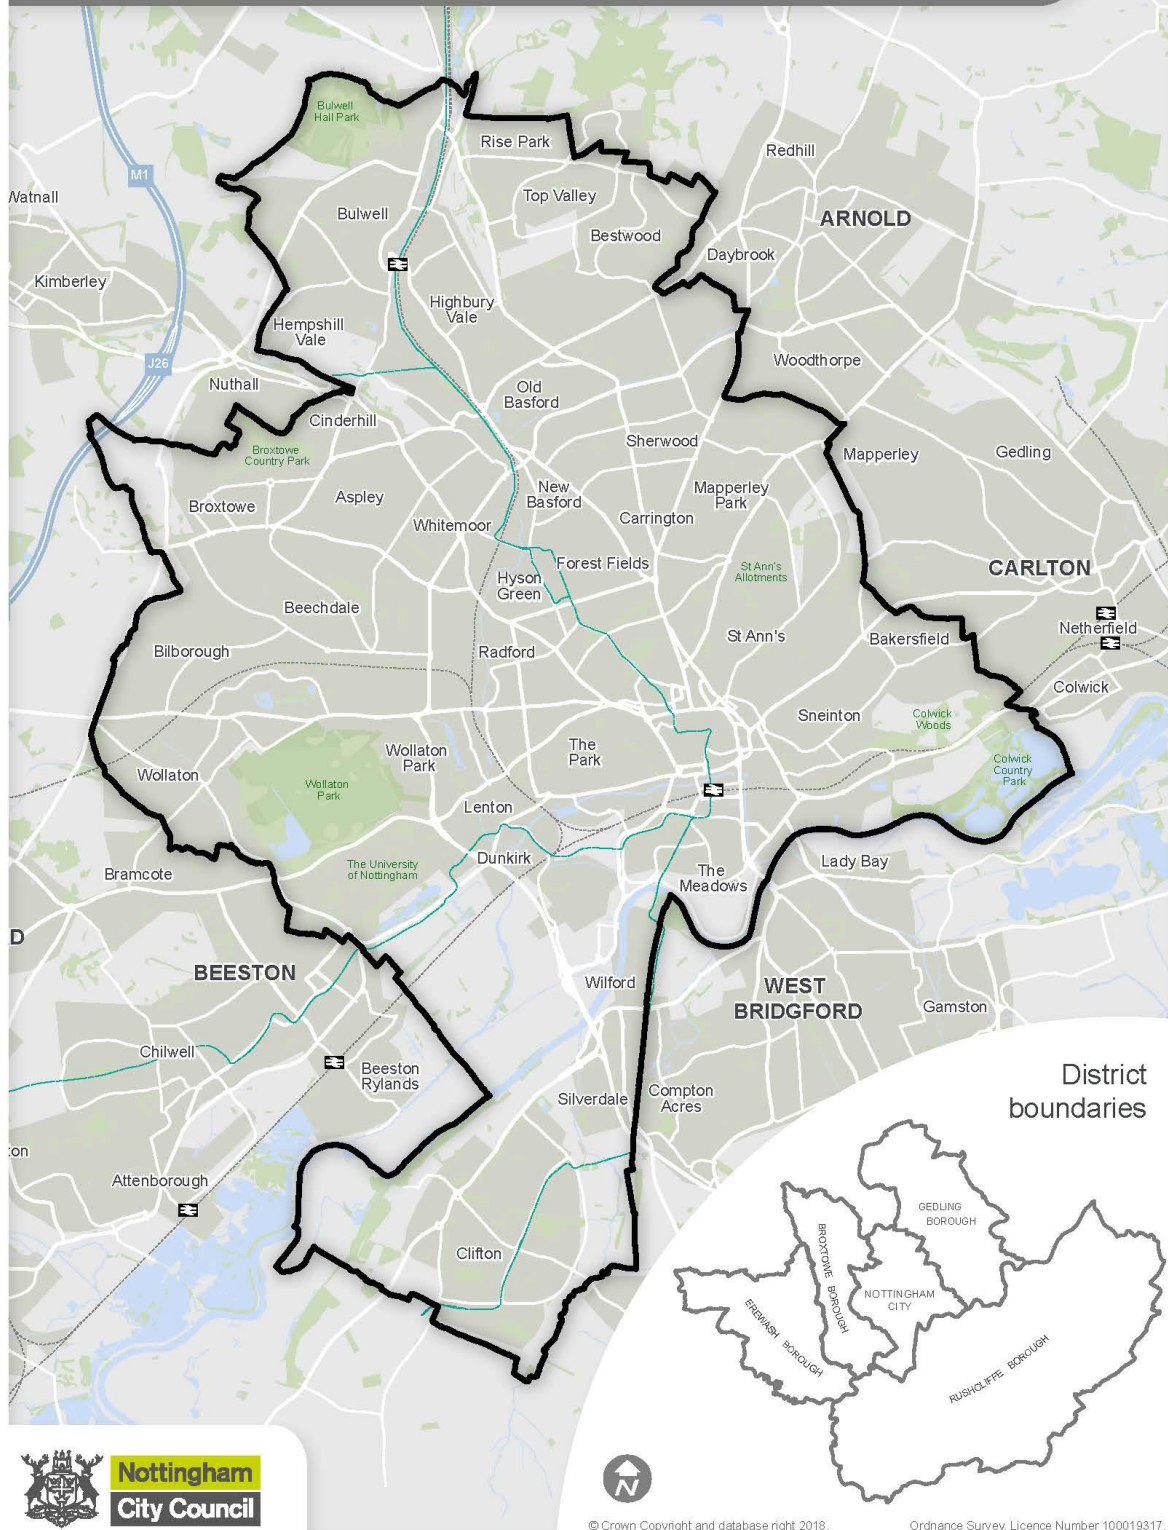 Bulwell
Hall Park
Rise Park
Redhill
M1
Watnall
Top Valley
Bulwell
ARNOLD
Bestwood
Daybrook
Kimberley
Highbury
Vale
Hempshill
Vale
J26
Woodthorpe
Nuthall
Old
Basford
Cinderhill
Sherwood
Broxtowe
Country Park
Mapperley
Gedling
Aspley
New
Basford
Mapperley
Park
Broxtowe
Whitemoor
Carrington
Forest Fields
St Ann's
Allotments
CARLTON
Hyson
Green
Beechdale
Netherfield
St Ann's
Bakersfield
Bilborough
Radford
Colwick
Sneinton
Colwick
Woods
The
Park
Wollaton
Park
Wollaton
Colwick
Country
Park
Wollaton
Park
Lenton
Dunkirk
Lady Bay
The University
of Nottingham
Bramcote
The
Meadows
D
BEESTON
Wilford
WEST
BRIDGFORD
Gamston
Chilwell
Beeston
Rylands
Silverdale
Compton
Acres
ton
Attenborough
Clifton
District
boundaries
GEDLING
BOROUGH
BROXTOWE BOROUGH
NOTTINGHAM
CITY
EREWASH BOROUGH
RUSHCLIFFE BOROUGH
Nottingham
City Council
N
© Crown Copyright and database right 2018. Ordnance Survey. Licence Number 100019317.